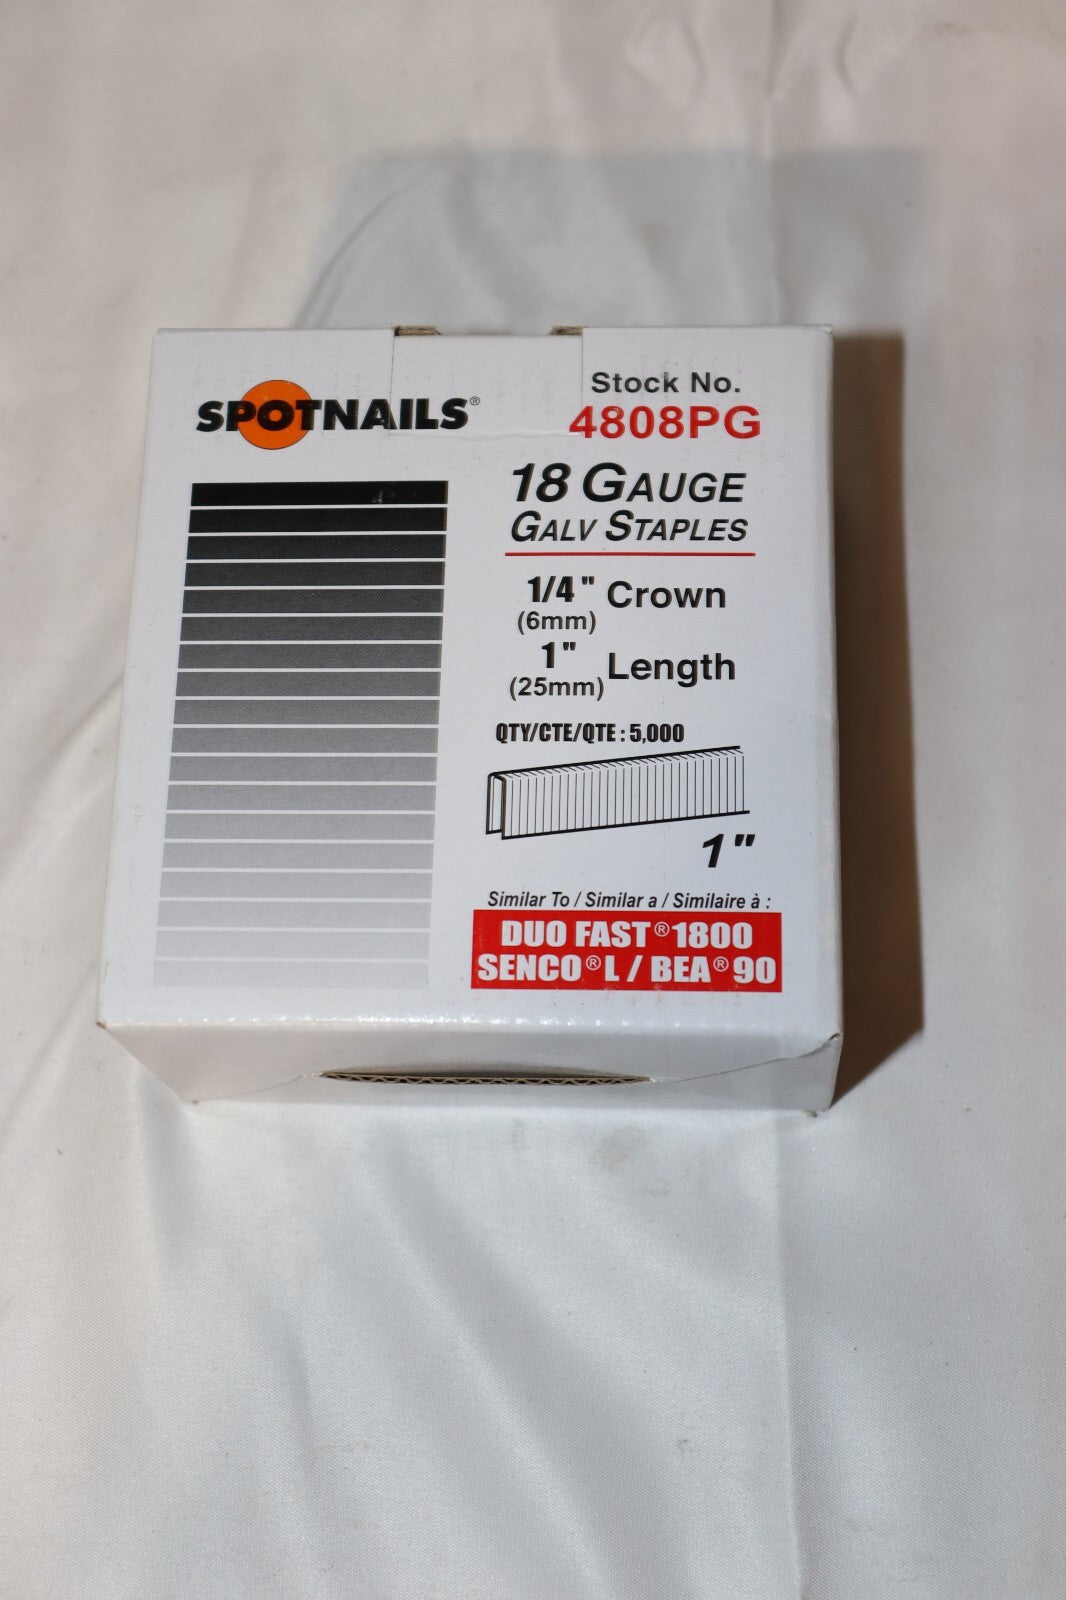 SPOTNAILS®
Stock No.
4808PG
18 GAUGE
GALV STAPLES
1/4" Crown
(6mm)
1" Length
(25mm)
QTY/CTE/QTE : 5,000
1"
Similar To / Similar a / Similaire à :
DUO FAST® 1800
SENCO® L / BEA® 90